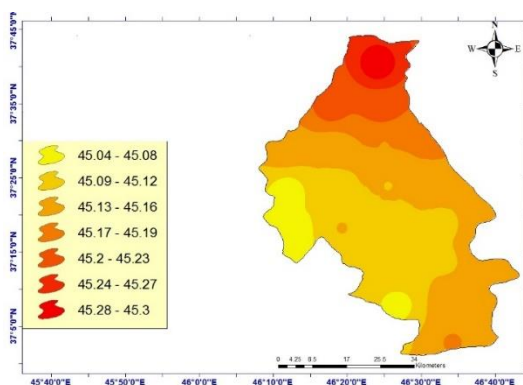 37°45'0"N
N
W E
S
37°35'0"N
37°25'0"N
37°15'0"N
37°5'0"N
45.04 - 45.08
45.09 - 45.12
45.13 - 45.16
45.17 - 45.19
45.2 - 45.23
45.24 - 45.27
45.28 - 45.3
0 4.25 8.5 17 25.5 34
Kilometers
45°40'0"E 45°50'0"E 46°0'0"E 46°10'0"E 46°20'0"E 46°30'0"E 46°40'0"E